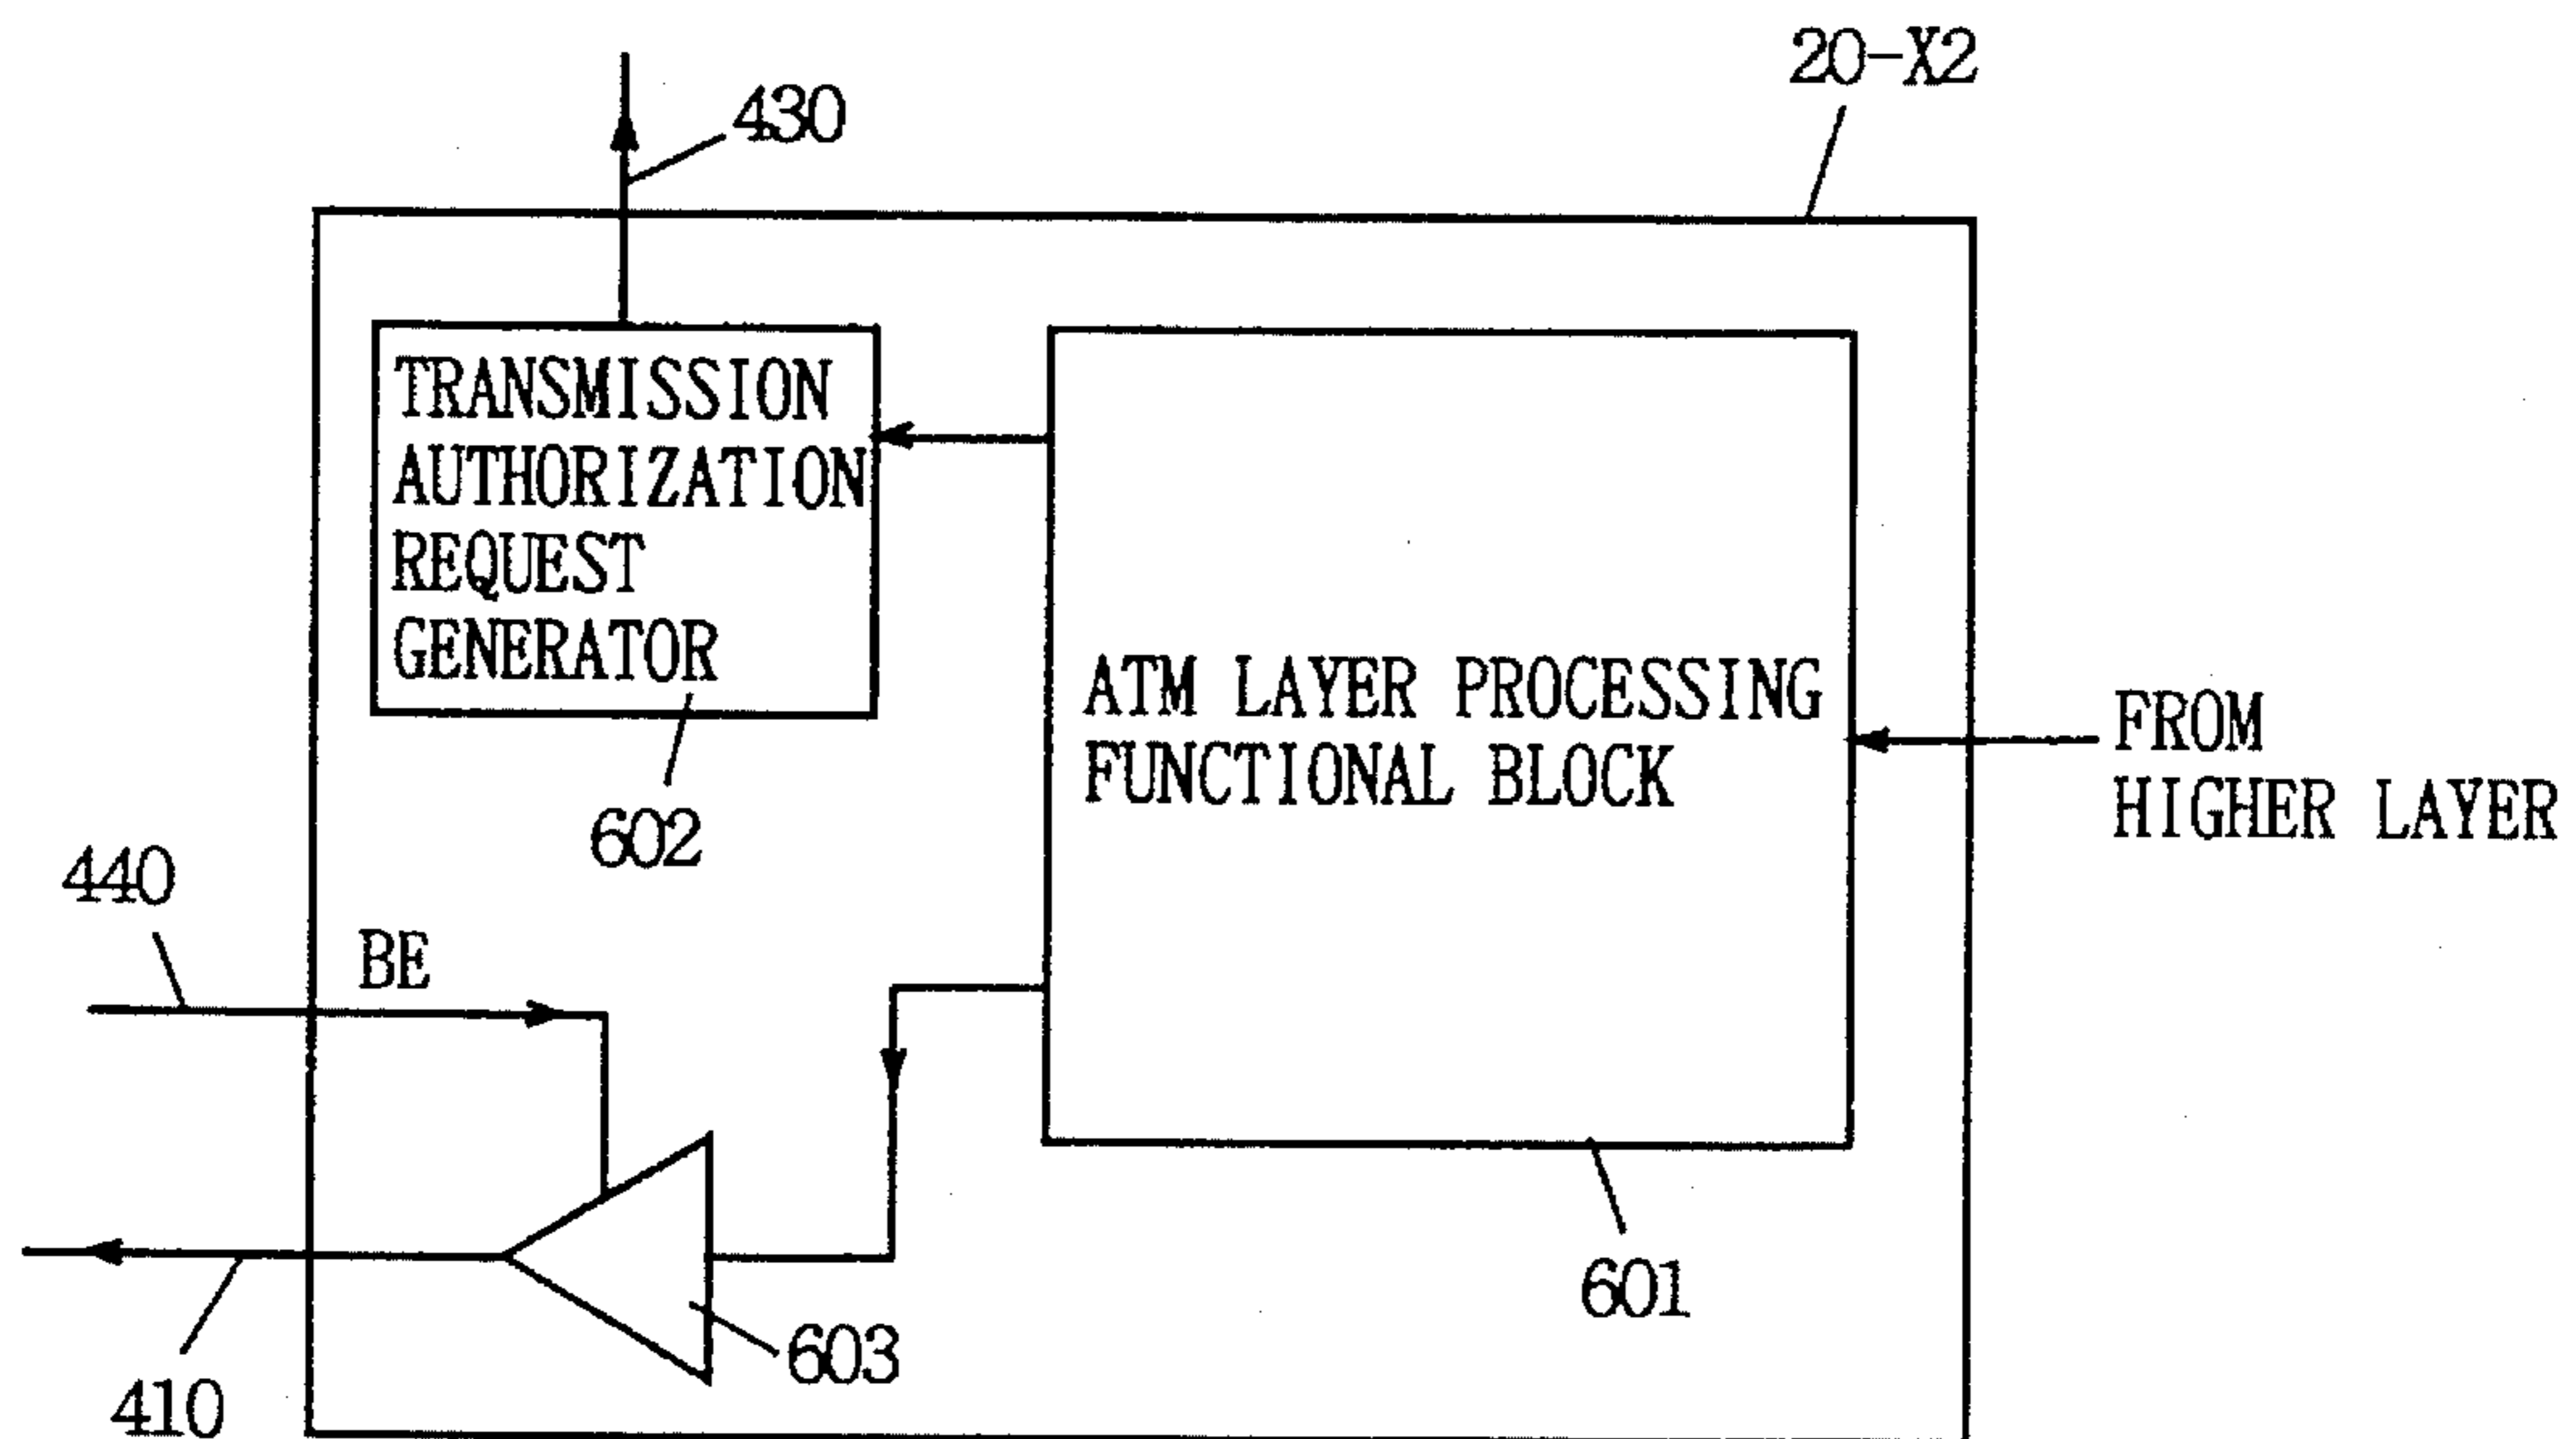 20-X2
430
TRANSMISSION
AUTHORIZATION
REQUEST
GENERATOR
602
ATM LAYER PROCESSING
FUNCTIONAL BLOCK
FROM
HIGHER LAYER
440
BE
601
603
410